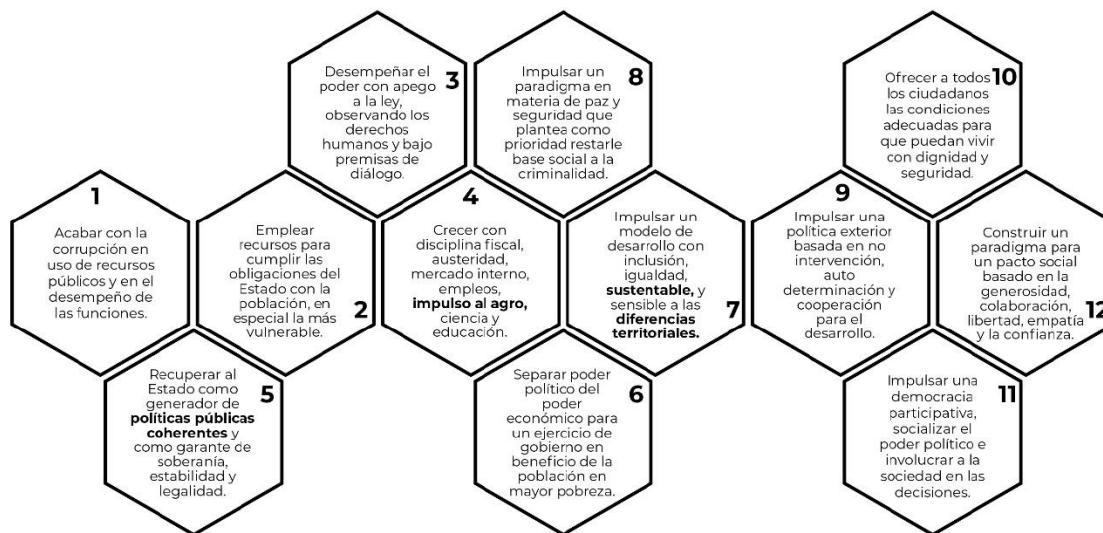 1
Acabar con la
corrupción en
uso de recursos
públicos y en el
desempeño de
las funciones.
Emplear
recursos para
cumplir las
obligaciones del
Estado con la
población, en
especial la más
vulnerable.
2
3
Desempeñar el
poder con apego
a la ley,
observando los
derechos
humanos y bajo
premisas de
diálogo.
4
Crecer con
disciplina fiscal,
austeridad,
mercado interno,
empleos,
impulso al agro,
ciencia y
educación.
Recuperar al
Estado como
generador de
políticas públicas
coherentes y
como garante de
soberanía,
estabilidad y
legalidad.
5
Separar poder
político del
poder
económico para
un ejercicio de
gobierno en
beneficio de la
población en
mayor pobreza.
6
Impulsar un
modelo de
desarrollo con
inclusión,
igualdad,
sustentable, y
sensible a las
diferencias
territoriales.
7
8
Impulsar un
paradigma en
materia de paz y
seguridad que
plantea como
prioridad restarle
base social a la
criminalidad.
9
Impulsar una
política exterior
basada en no
intervención,
auto
determinación y
cooperación
para el
desarrollo.
10
Ofrecer a todos
los ciudadanos
las condiciones
adecuadas para
que puedan vivir
con dignidad y
seguridad.
11
Impulsar una
democracia
participativa,
socializar el
poder político e
involucrar a la
sociedad en las
decisiones.
Construir un
paradigma para
un pacto social
basado en la
generosidad,
colaboración,
libertad, empatía
y la confianza.
12